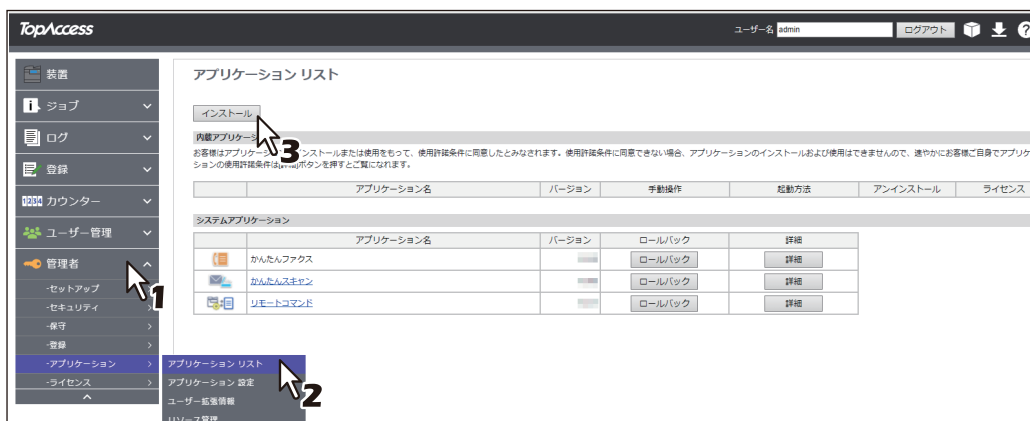 TopAccess
ユーザー名 admin ログアウト
装置
ジョブ
ログ
登録
1234 カウンター
ユーザー管理
管理者
-セットアップ
-セキュリティ
-保守
-登録
-アプリケーション
-ライセンス
アプリケーション リスト
アプリケーション 設定
ユーザー拡張情報
リソース管理
1
2
アプリケーション リスト
インストール
3
内蔵アプリケーシ
お客様はアプリケーシ インストールまたは使用をもって、使用許諾条件に同意したとみなされます。使用許諾条件に同意できない場合、アプリケーションのインストールおよび使用はできませんので、速やかにお客様ご自身でアプリケ
ションの使用許諾条件は[詳細]ボタンを押すとご覧になれます。
アプリケーション名 バージョン 手動操作 起動方法 アンインストール ライセンス
システムアプリケーション
アプリケーション名 バージョン ロールバック 詳細
かんたんファクス ロールバック 詳細
かんたんスキャン ロールバック 詳細
リモートコマンド ロールバック 詳細